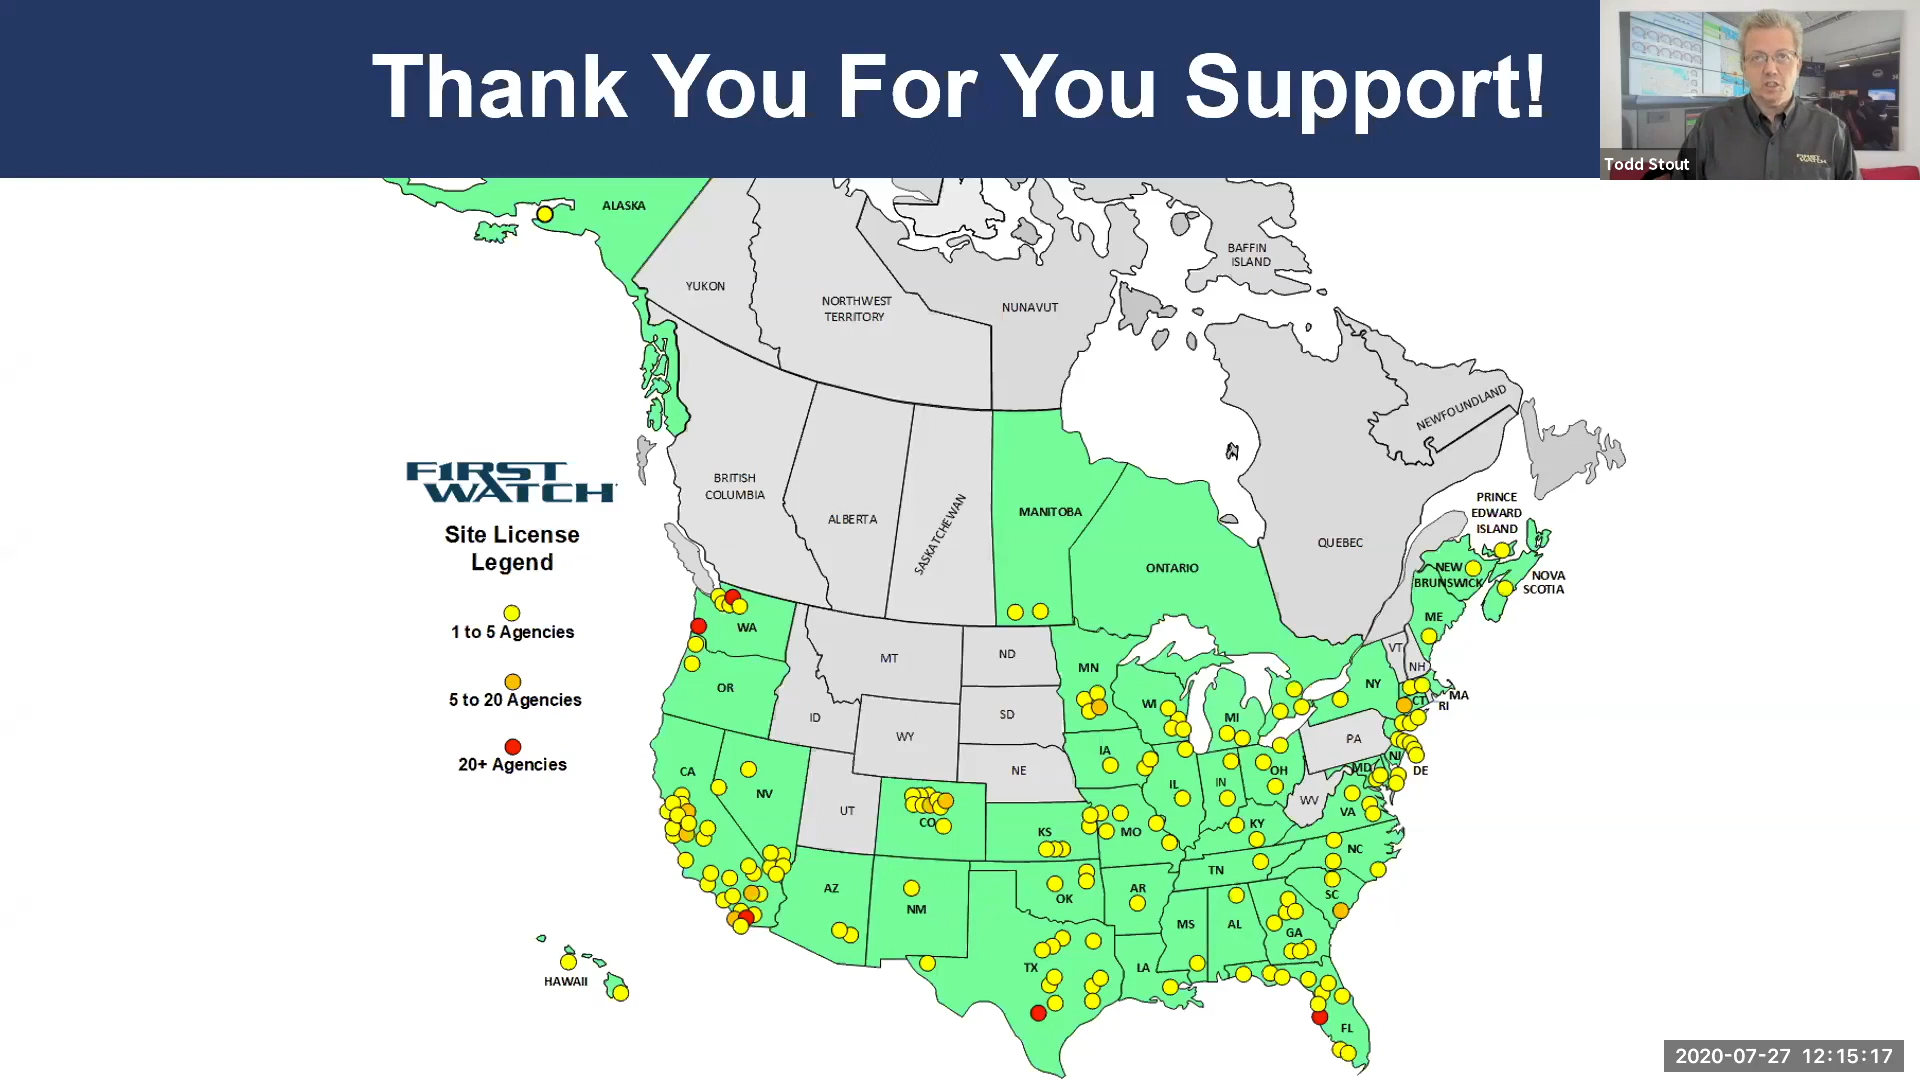 Thank You For You Support!
FIRST
WATCH
Todd Stout
ALASKA
YUKON
NORTHWEST
TERRITORY
NUNAVUT
BAFFIN
ISLAND
BRITISH
COLUMBIA
ALBERTA
SASKATCHEWAN
MANITOBA
ONTARIO
QUEBEC
NEWFOUNDLAND
PRINCE
EDWARD
ISLAND
NEW
BRUNSWICK
NOVA
SCOTIA
FIRST
WATCH
Site License
Legend
1 to 5 Agencies
5 to 20 Agencies
20+ Agencies
WA
MT
ND
MN
ME
VT
NH
OR
ID
SD
WI
MI
NY
CT
MA
RI
WY
PA
CA
NV
NE
IA
IL
IN
OH
NJ
MD
DE
UT
CO
KS
MO
KY
WV
VA
NC
AZ
NM
OK
AR
TN
SC
MS
AL
GA
TX
LA
FL
HAWAII
2020-07-27 12:15:17